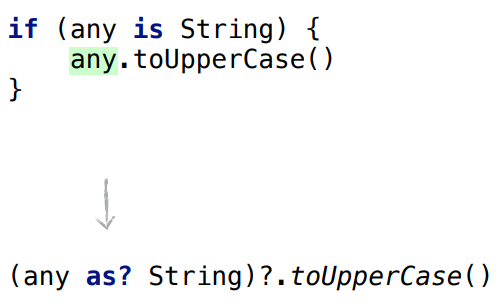 if (any is String) {
    any.toUpperCase()
}
(any as? String)?.toUpperCase()